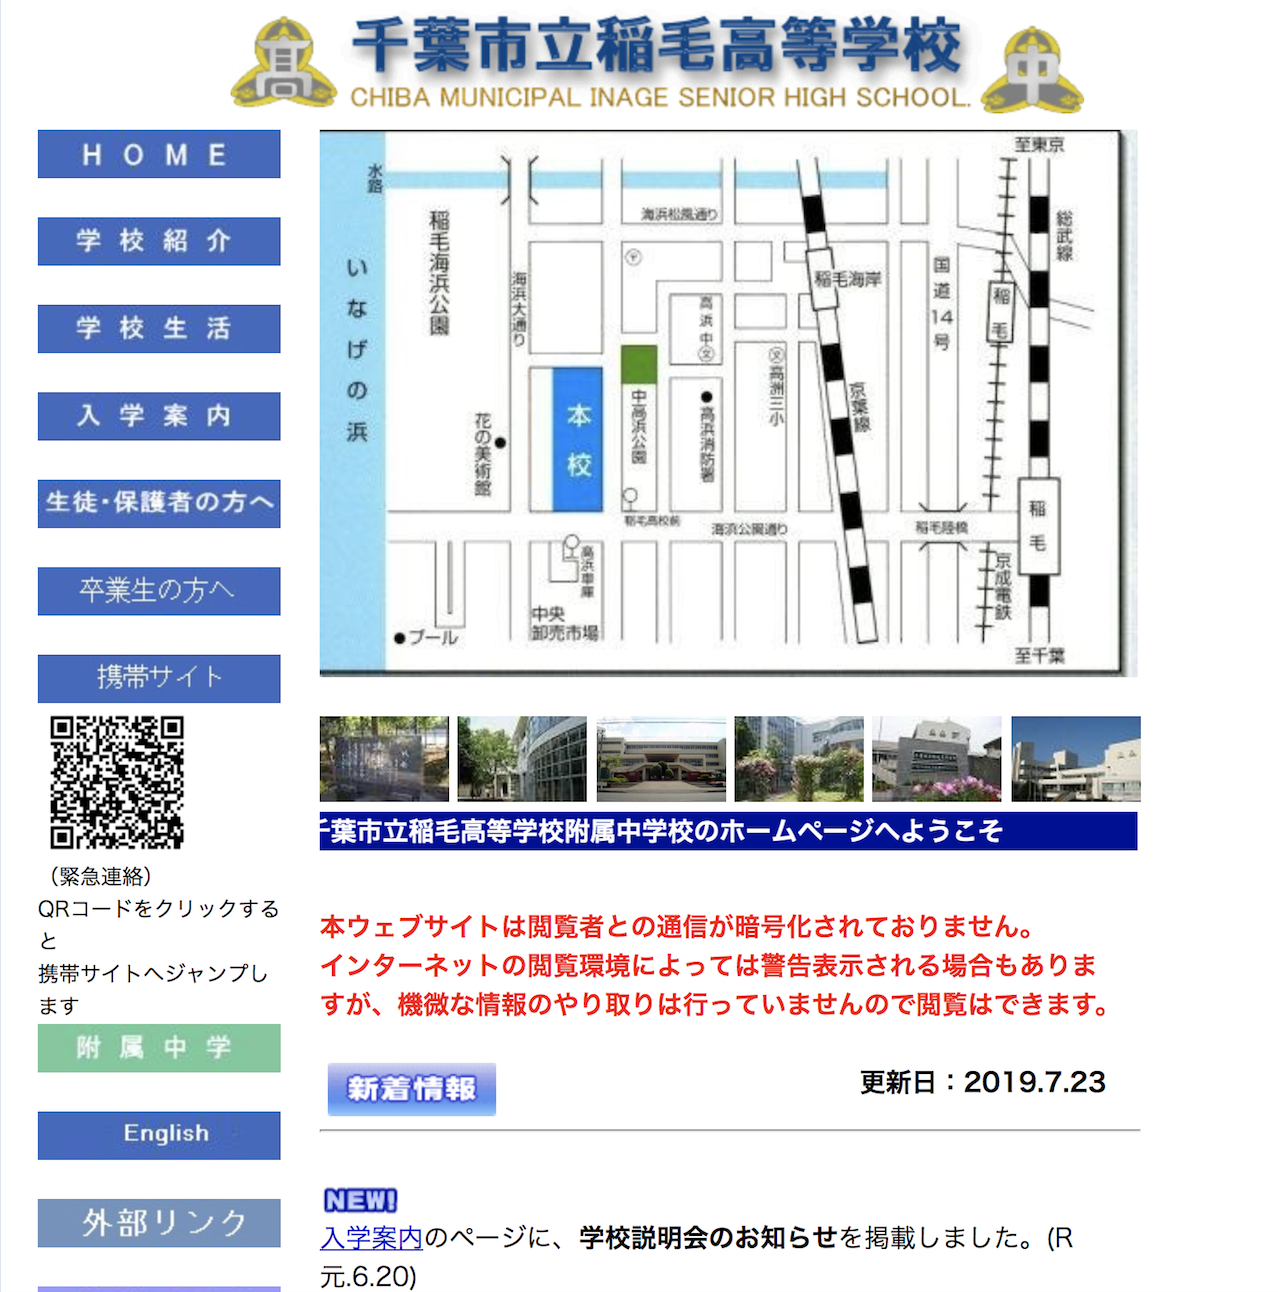 千葉市立稲毛高等学校
CHIBA MUNICIPAL INAGE SENIOR HIGH SCHOOL.
高
中
HOME
学校紹介
学校生活
入学案内
生徒・保護者の方へ
卒業生の方へ
携帯サイト
（緊急連絡）
QRコードをクリックする
と
携帯サイトへジャンプし
ます
附属中学
English
外部リンク
至東京
水路
海浜松風通り
総武線
稲毛海浜公園
〒
国道14号
稲毛海岸
いなげの浜
海浜大通り
高浜中
文
稲毛
文
高洲三小
本校
中高浜公園
高浜消防署
京葉線
花の美術館
稲毛高校前
海浜公園通り
稲毛陸橋
稲毛
高浜車庫
京成電鉄
中央
卸売市場
プール
至千葉
千葉市立稲毛高等学校附属中学校のホームページへようこそ
本ウェブサイトは閲覧者との通信が暗号化されておりません。
インターネットの閲覧環境によっては警告表示される場合もありま
すが、機微な情報のやり取りは行っていませんので閲覧はできます。
新着情報
更新日：2019.7.23
NEW!
入学案内のページに、学校説明会のお知らせを掲載しました。(R
元.6.20)